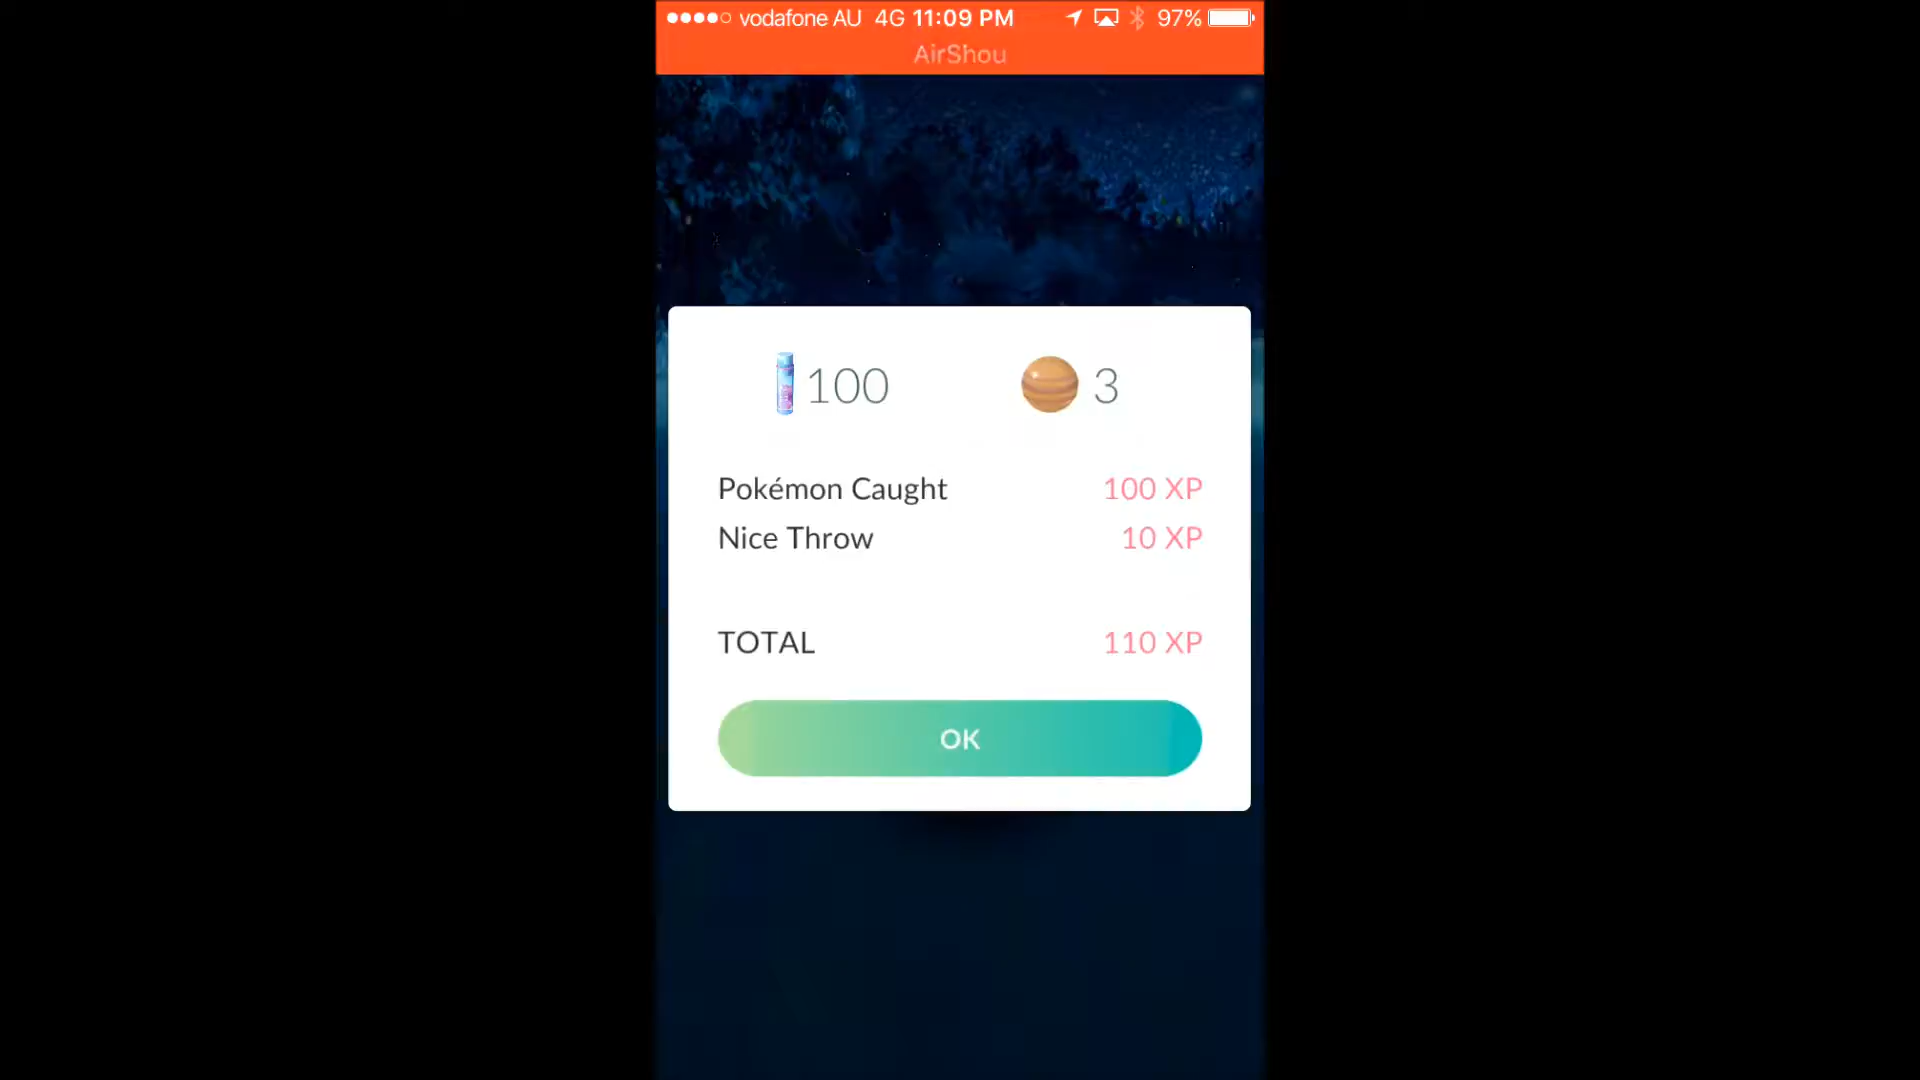 vodafone AU 4G 11:09 PM 97%
AirShou
100 3
Pokémon Caught 100 XP
Nice Throw 10 XP
TOTAL 110 XP
OK